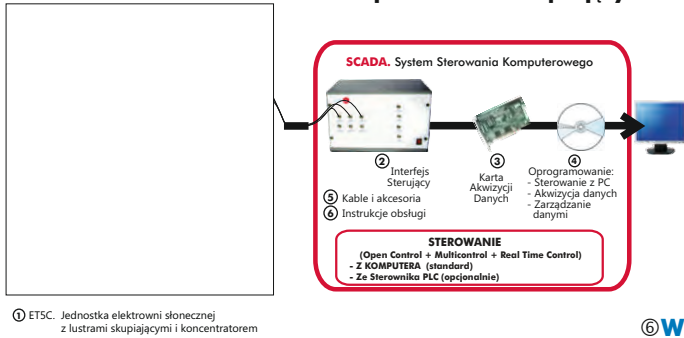 SCADA. System Sterowania Komputerowego
②
Interfejs
Sterujący
③
Karta
Akwizycji
Danych
④
Oprogramowanie:
- Sterowanie z PC
- Akwizycja danych
- Zarządzanie
danymi
⑤ Kable i akcesoria
⑥ Instrukcje obsługi
STEROWANIE
(Open Control + Multicontrol + Real Time Control)
- Z KOMPUTERA (standard)
- Ze Sterownika PLC (opcjonalnie)
① ETSC. Jednostka elektrowni słonecznej
z lustrami skupiającymi i koncentratorem
⑥W